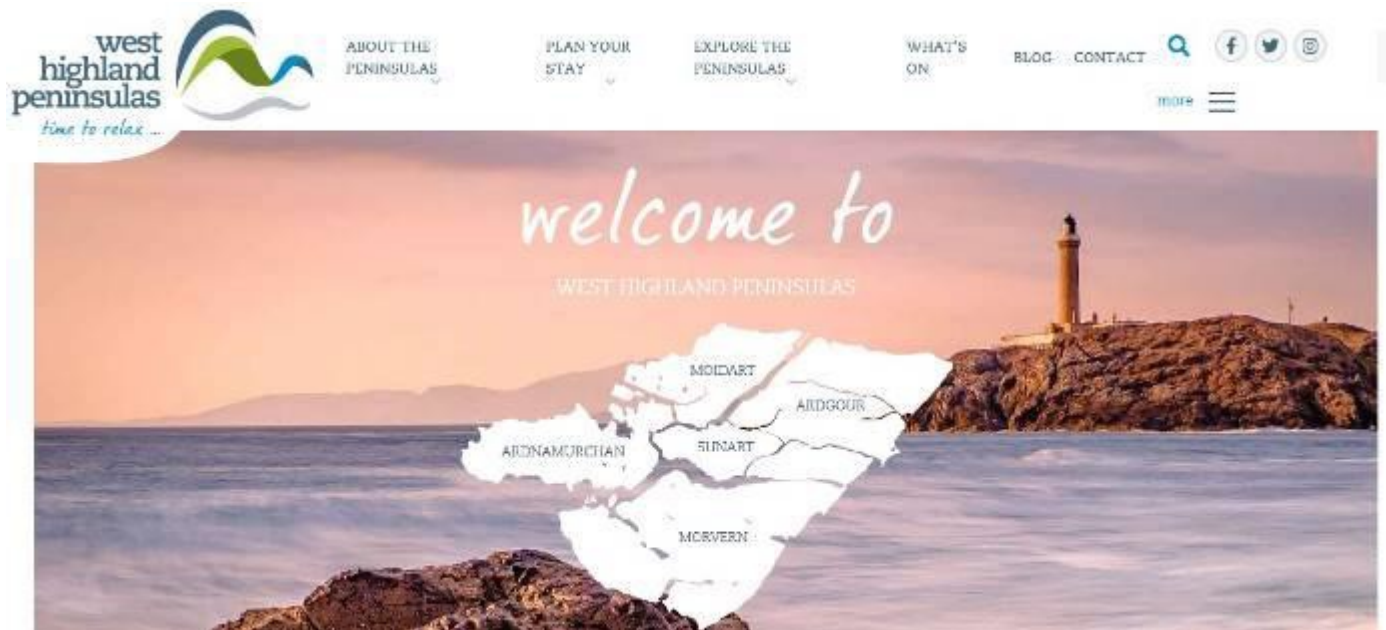 west
highland
peninsulas
time to relax ...
ABOUT THE
PENINSULAS
PLAN YOUR
STAY
EXPLORE THE
PENINSULAS
WHAT'S
ON
BLOG
CONTACT
more
welcome to
WEST HIGHLAND PENINSULAS
MOIDART
ARDGOUR
ARDNAMURCHAN
SUNART
MORVERN